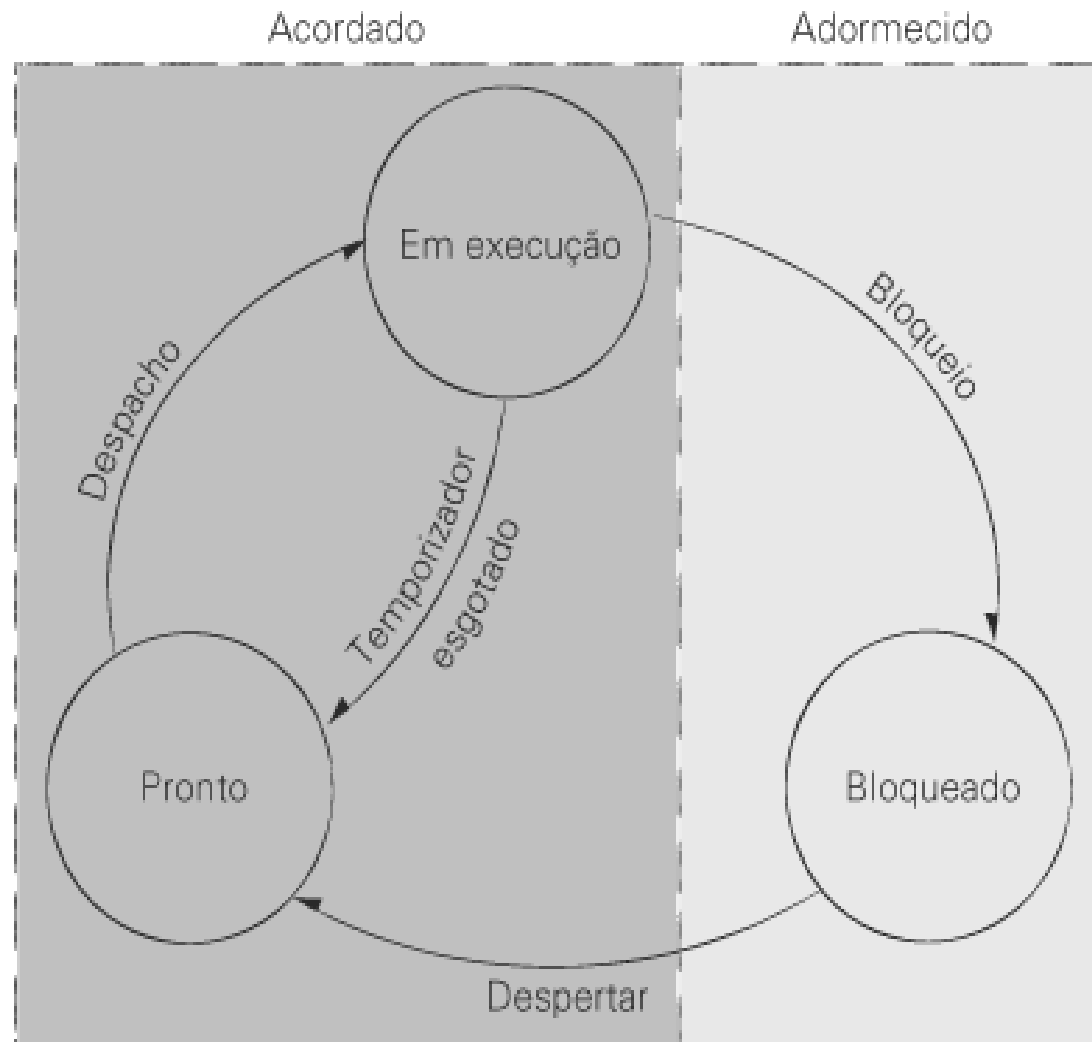 Acordado
Adormecido
Em execução
Bloqueio
Despacho
Temporizador
esgotado
Pronto
Bloqueado
Despertar